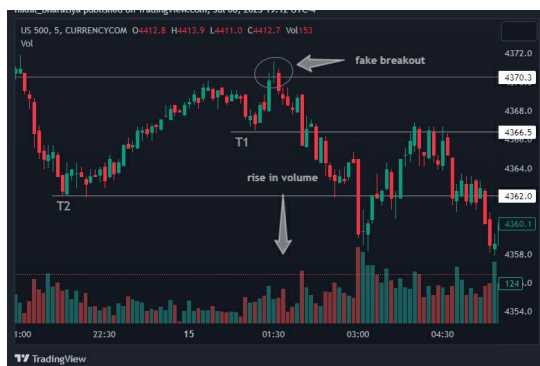 US 500, 5, CURRENCYCOM O4412.8 H4413.9 L4411.0 C4412.7 Vol153
Vol
4372.0
fake breakout
4370.3
4368.0
4366.5
T1
4364.0
rise in volume
4362.0
T2
4360.1
4358.0
124
4354.0
1:00 22:30 15 01:30 03:00 04:30
TradingView